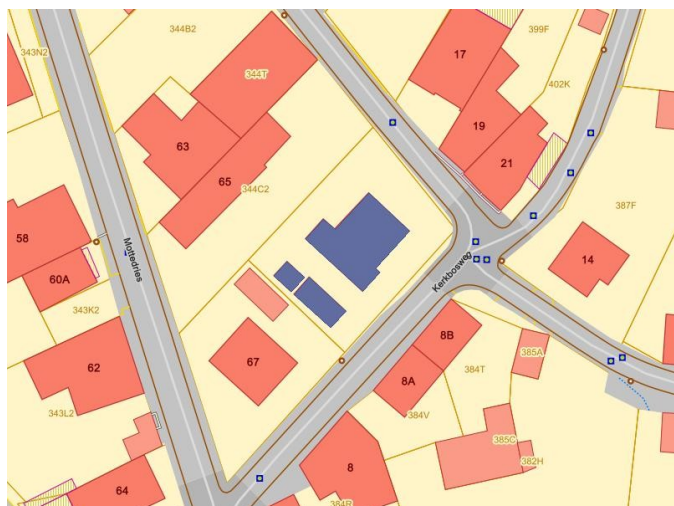 344B2
399F
343N2
17
344T
402K
19
63
21
65
344C2
387F
58
Mottedries
14
60A
Kerkbosweg
343K2
8B
385A
67
62
384T
8A
384V
343L2
385C
382H
8
64
384R